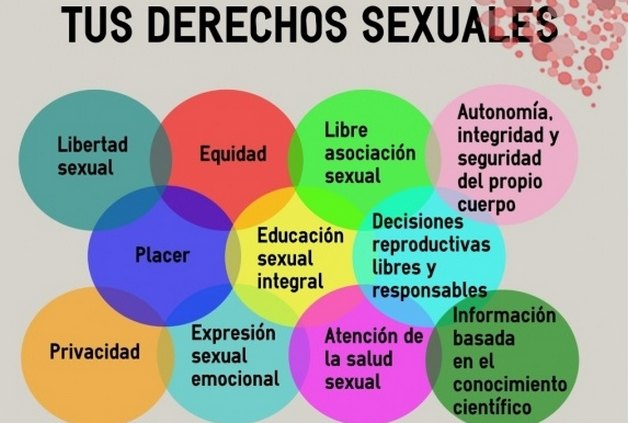 TUS DERECHOS SEXUALES
Libertad
sexual
Equidad
Libre
asociación
sexual
Autonomía,
integridad y
seguridad
del propio
cuerpo
Placer
Educación
sexual
integral
Decisiones
reproductivas
libres y
responsables
Privacidad
Expresión
sexual
emocional
Atención de
la salud
sexual
Información
basada
en el
conocimiento
científico